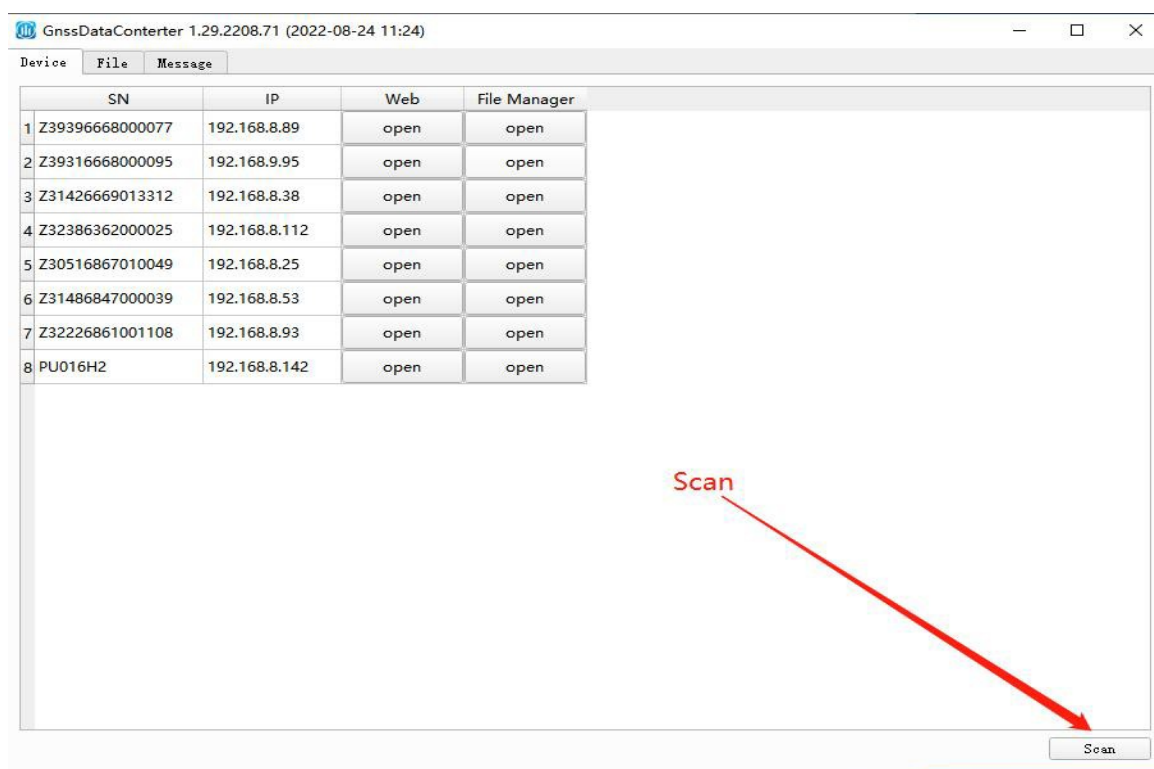 GnssDataConterter 1.29.2208.71 (2022-08-24 11:24)
Device File Message
SN IP Web File Manager
1 Z39396668000077 192.168.8.89 open open
2 Z39316668000095 192.168.9.95 open open
3 Z31426669013312 192.168.8.38 open open
4 Z32386362000025 192.168.8.112 open open
5 Z30516867010049 192.168.8.25 open open
6 Z31486847000039 192.168.8.53 open open
7 Z32226861001108 192.168.8.93 open open
8 PU016H2 192.168.8.142 open open
Scan
Scan